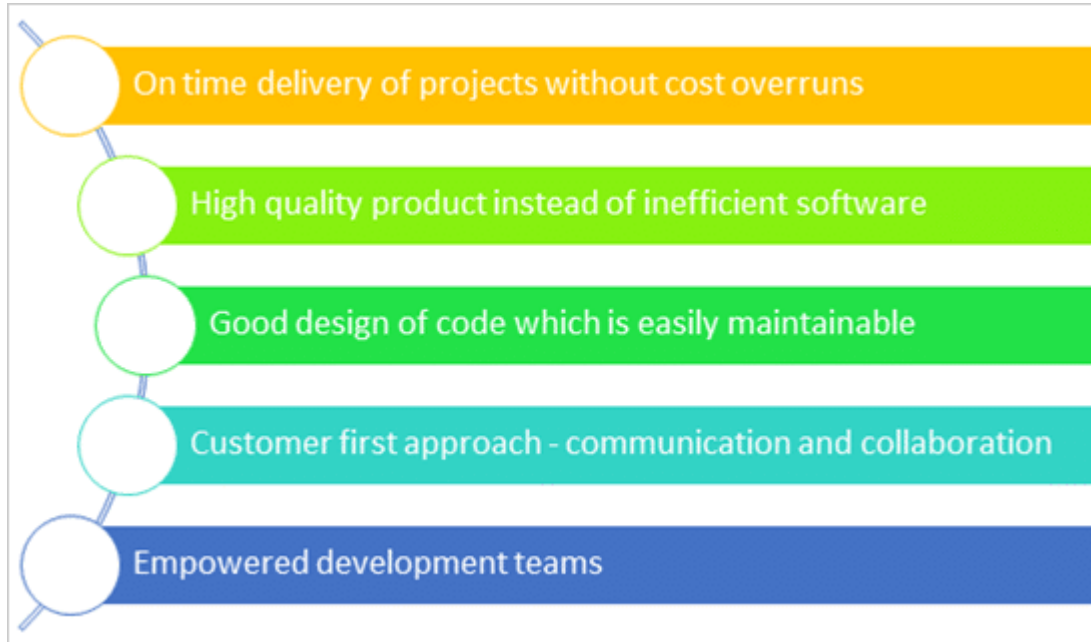 On time delivery of projects without cost overruns
High quality product instead of inefficient software
Good design of code which is easily maintainable
Customer first approach - communication and collaboration
Empowered development teams